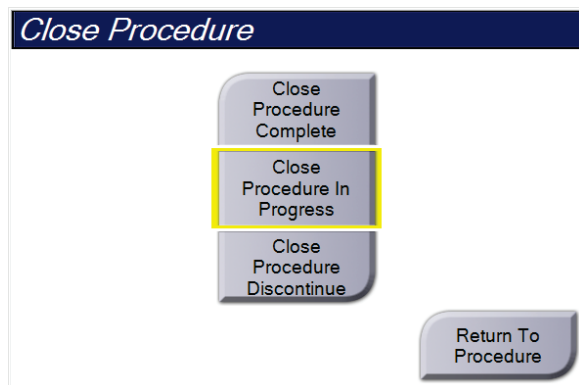 Close Procedure
Close
Procedure
Complete
Close
Procedure In
Progress
Close
Procedure
Discontinue
Return To
Procedure